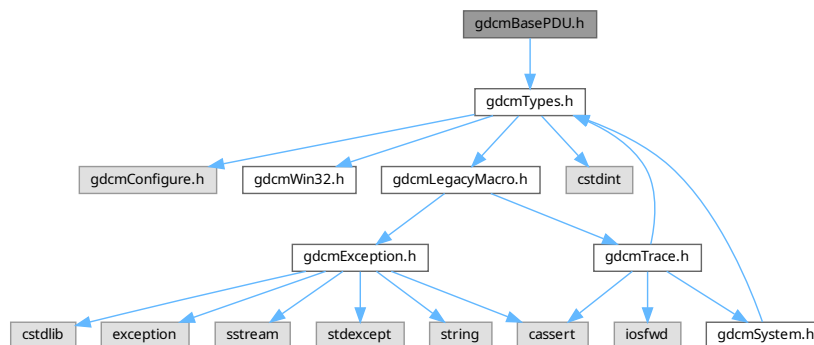 gdcmBasePDU.h
gdcmTypes.h
gdcmConfigure.h
gdcmWin32.h
gdcmLegacyMacro.h
cstdint
gdcmException.h
gdcmTrace.h
cstdlib
exception
sstream
stdexcept
string
cassert
iosfwd
gdcmSystem.h